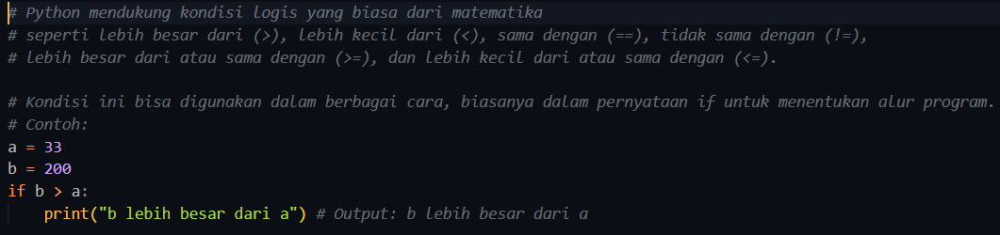 # Python mendukung kondisi logis yang biasa dari matematika
# seperti lebih besar dari (>), lebih kecil dari (<), sama dengan (==), tidak sama dengan (!=),
# lebih besar dari atau sama dengan (>=), dan lebih kecil dari atau sama dengan (<=).

# Kondisi ini bisa digunakan dalam berbagai cara, biasanya dalam pernyataan if untuk menentukan alur program.
# Contoh:
a = 33
b = 200
if b > a:
    print("b lebih besar dari a") # Output: b lebih besar dari a